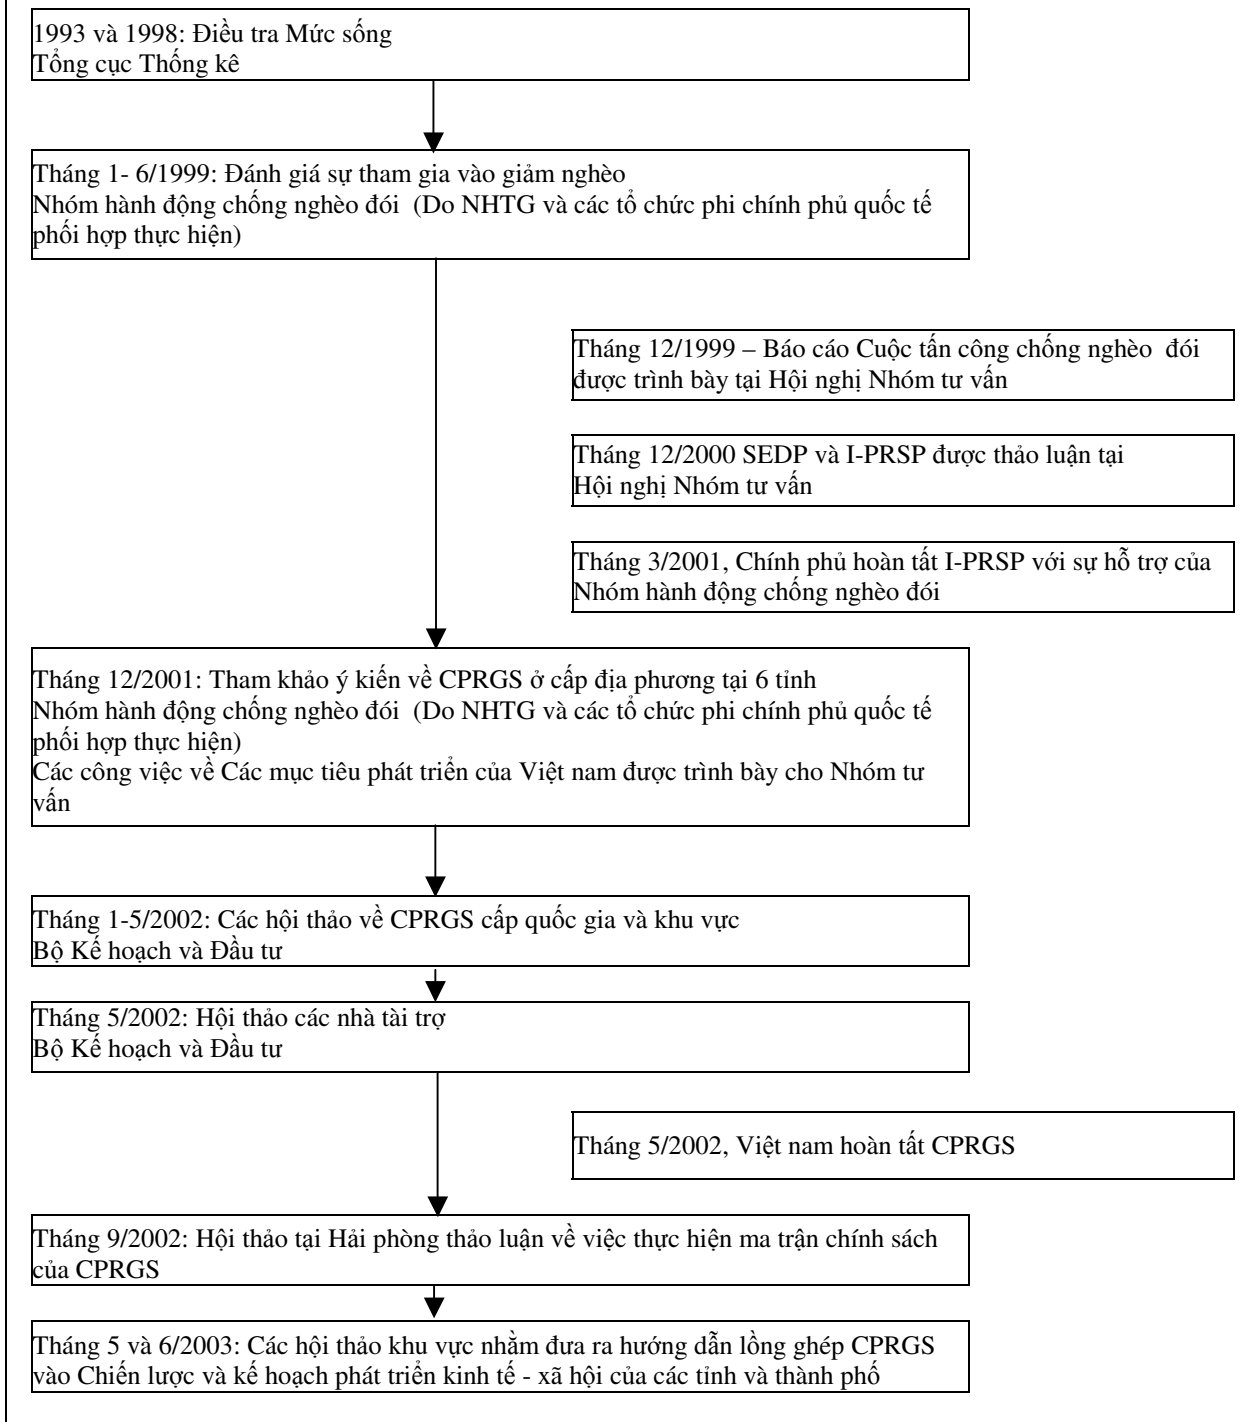 1993 và 1998: Điều tra Mức sống
Tổng cục Thống kê
Tháng 1- 6/1999: Đánh giá sự tham gia vào giảm nghèo
Nhóm hành động chống nghèo đói (Do NHTG và các tổ chức phi chính phủ quốc tế
phối hợp thực hiện)
Tháng 12/1999 – Báo cáo Cuộc tấn công chống nghèo đói
được trình bày tại Hội nghị Nhóm tư vấn
Tháng 12/2000 SEDP và I-PRSP được thảo luận tại
Hội nghị Nhóm tư vấn
Tháng 3/2001, Chính phủ hoàn tất I-PRSP với sự hỗ trợ của
Nhóm hành động chống nghèo đói
Tháng 12/2001: Tham khảo ý kiến về CPRGS ở cấp địa phương tại 6 tỉnh
Nhóm hành động chống nghèo đói (Do NHTG và các tổ chức phi chính phủ quốc tế
phối hợp thực hiện)
Các công việc về Các mục tiêu phát triển của Việt nam được trình bày cho Nhóm tư
vấn
Tháng 1-5/2002: Các hội thảo về CPRGS cấp quốc gia và khu vực
Bộ Kế hoạch và Đầu tư
Tháng 5/2002: Hội thảo các nhà tài trợ
Bộ Kế hoạch và Đầu tư
Tháng 5/2002, Việt nam hoàn tất CPRGS
Tháng 9/2002: Hội thảo tại Hải phòng thảo luận về việc thực hiện ma trận chính sách
của CPRGS
Tháng 5 và 6/2003: Các hội thảo khu vực nhằm đưa ra hướng dẫn lồng ghép CPRGS
vào Chiến lược và kế hoạch phát triển kinh tế - xã hội của các tỉnh và thành phố